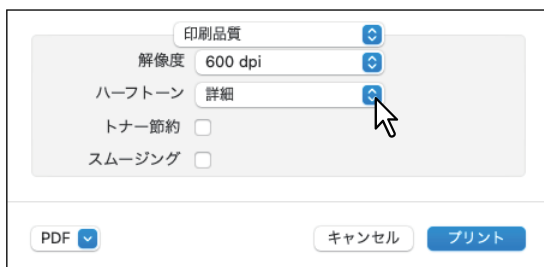 印刷品質
解像度 600 dpi
ハーフトーン 詳細
トナー節約
スムージング
PDF キャンセル プリント